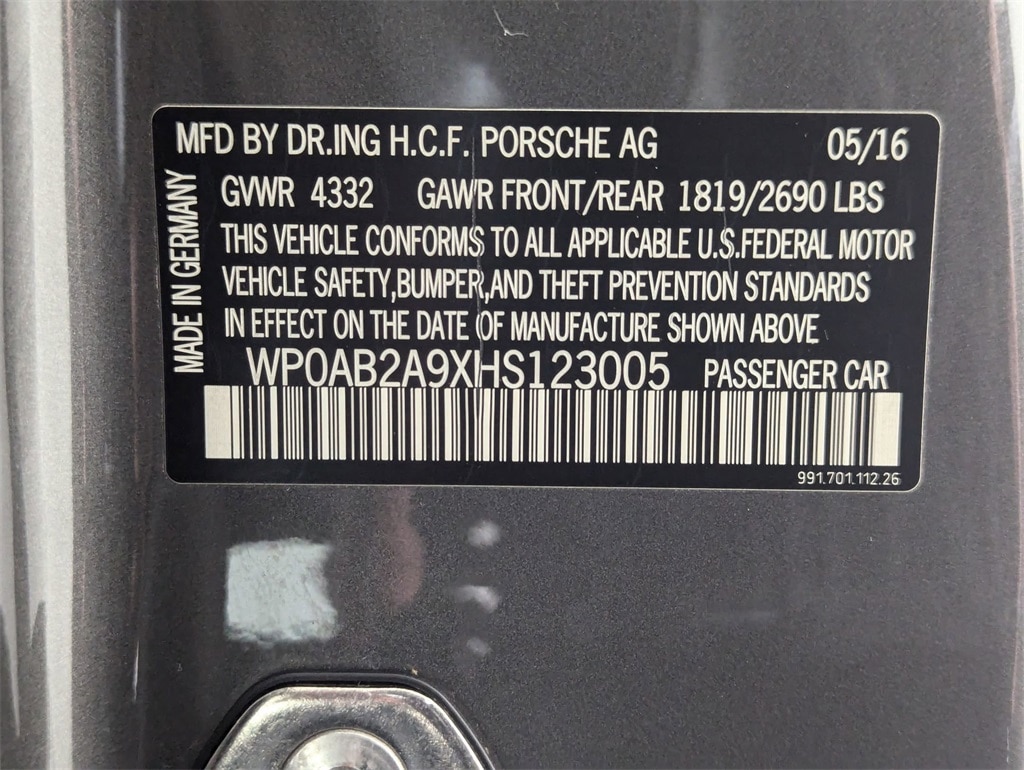 MFD BY DR.ING H.C.F. PORSCHE AG 05/16
GVWR 4332 GAWR FRONT/REAR 1819/2690 LBS
THIS VEHICLE CONFORMS TO ALL APPLICABLE U.S.FEDERAL MOTOR
VEHICLE SAFETY,BUMPER,AND THEFT PREVENTION STANDARDS
IN EFFECT ON THE DATE OF MANUFACTURE SHOWN ABOVE
WP0AB2A9XHS123005 PASSENGER CAR
991.701.112.26
MADE IN GERMANY